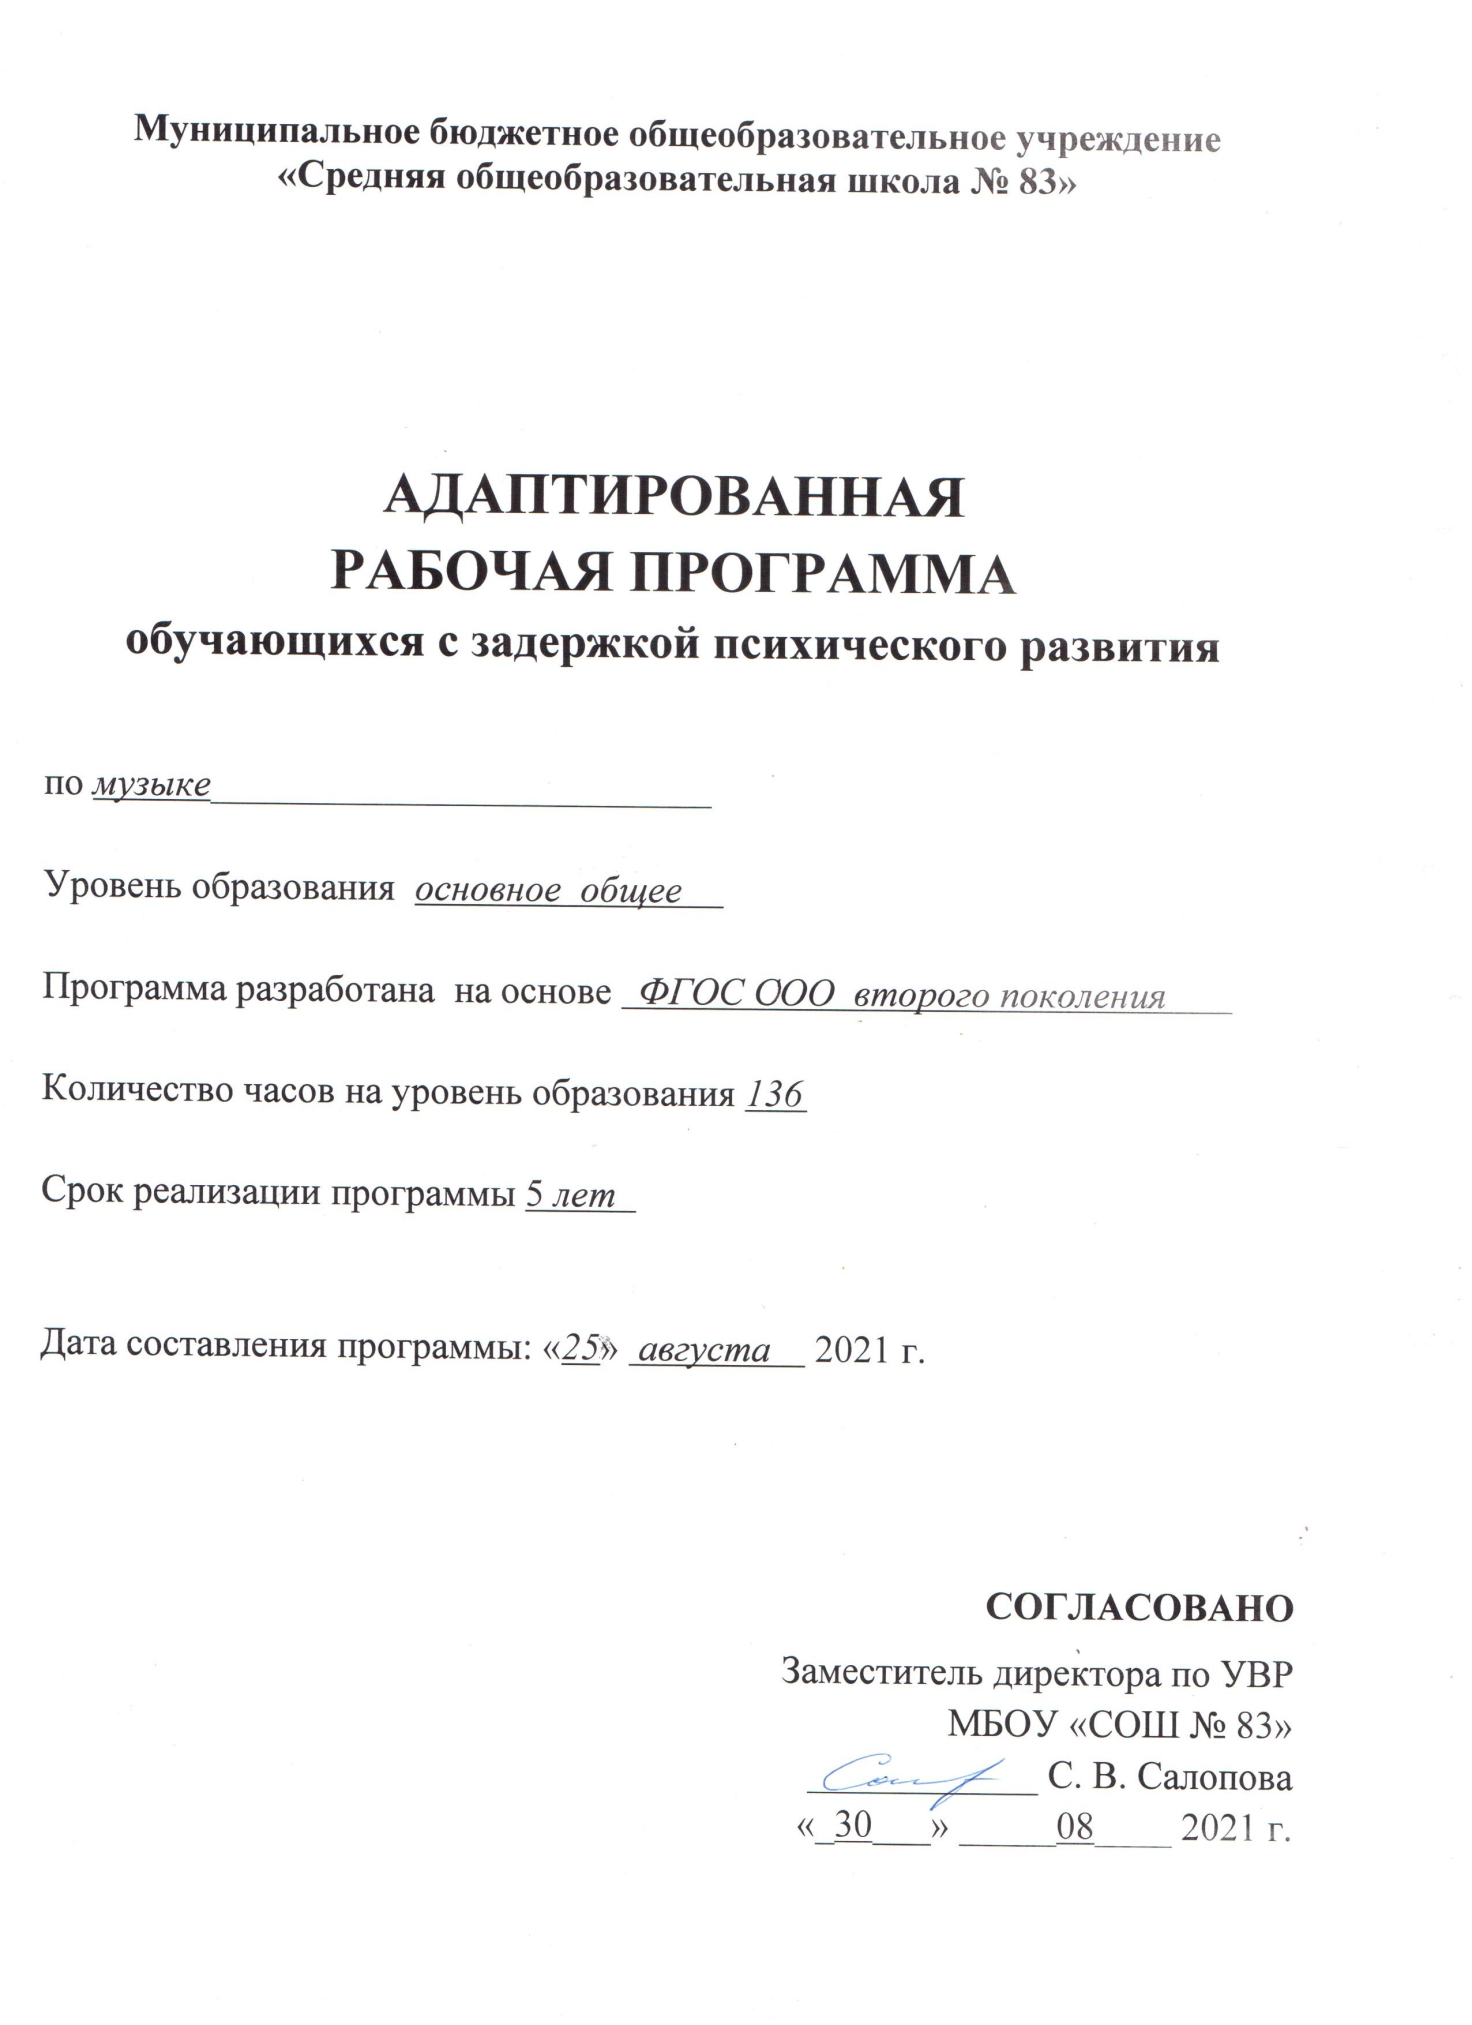 Муниципальное бюджетное общеобразовательное учреждение
«Средняя общеобразовательная школа № 83»
АДАПТИРОВАННАЯ
РАБОЧАЯ ПРОГРАММА
обучающихся с задержкой психического развития
по музыке
Уровень образования основное общее
Программа разработана на основе ФГОС ООО второго поколения
Количество часов на уровень образования 136
Срок реализации программы 5 лет
Дата составления программы: «25» августа 2021 г.
СОГЛАСОВАНО
Заместитель директора по УВР
МБОУ «СОШ № 83»
С. В. Салопова
«_30___» _____08____ 2021 г.